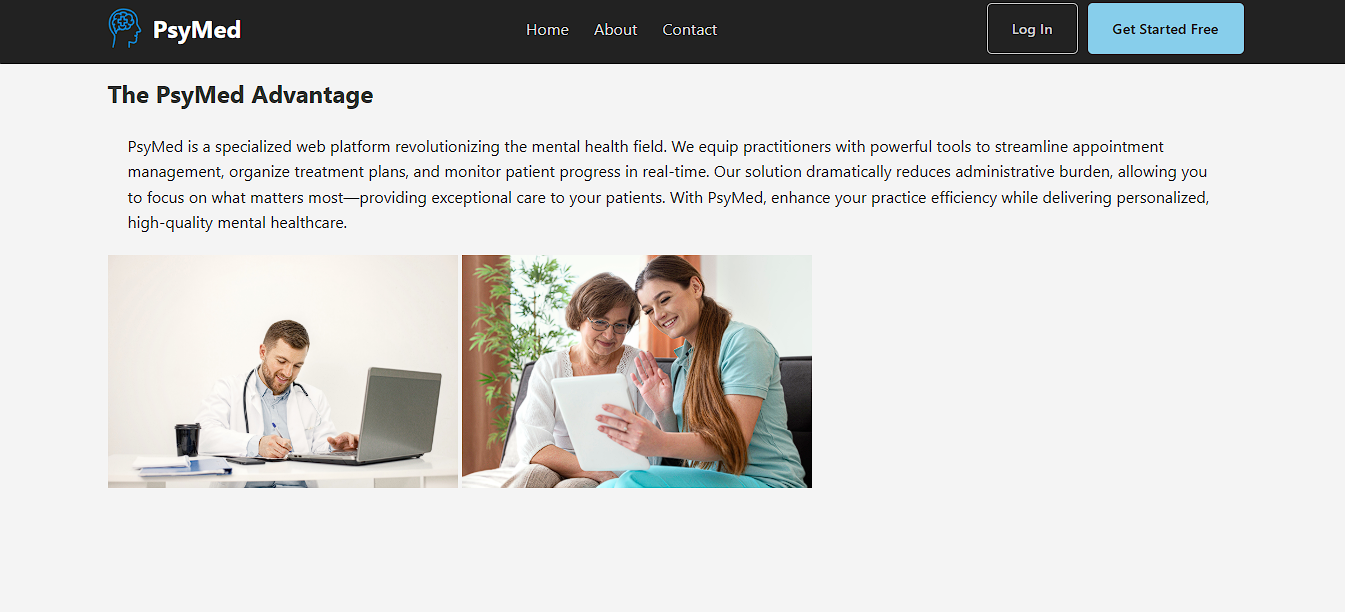 PsyMed
Home About Contact
Log In
Get Started Free
The PsyMed Advantage
PsyMed is a specialized web platform revolutionizing the mental health field. We equip practitioners with powerful tools to streamline appointment
management, organize treatment plans, and monitor patient progress in real-time. Our solution dramatically reduces administrative burden, allowing you
to focus on what matters most—providing exceptional care to your patients. With PsyMed, enhance your practice efficiency while delivering personalized,
high-quality mental healthcare.